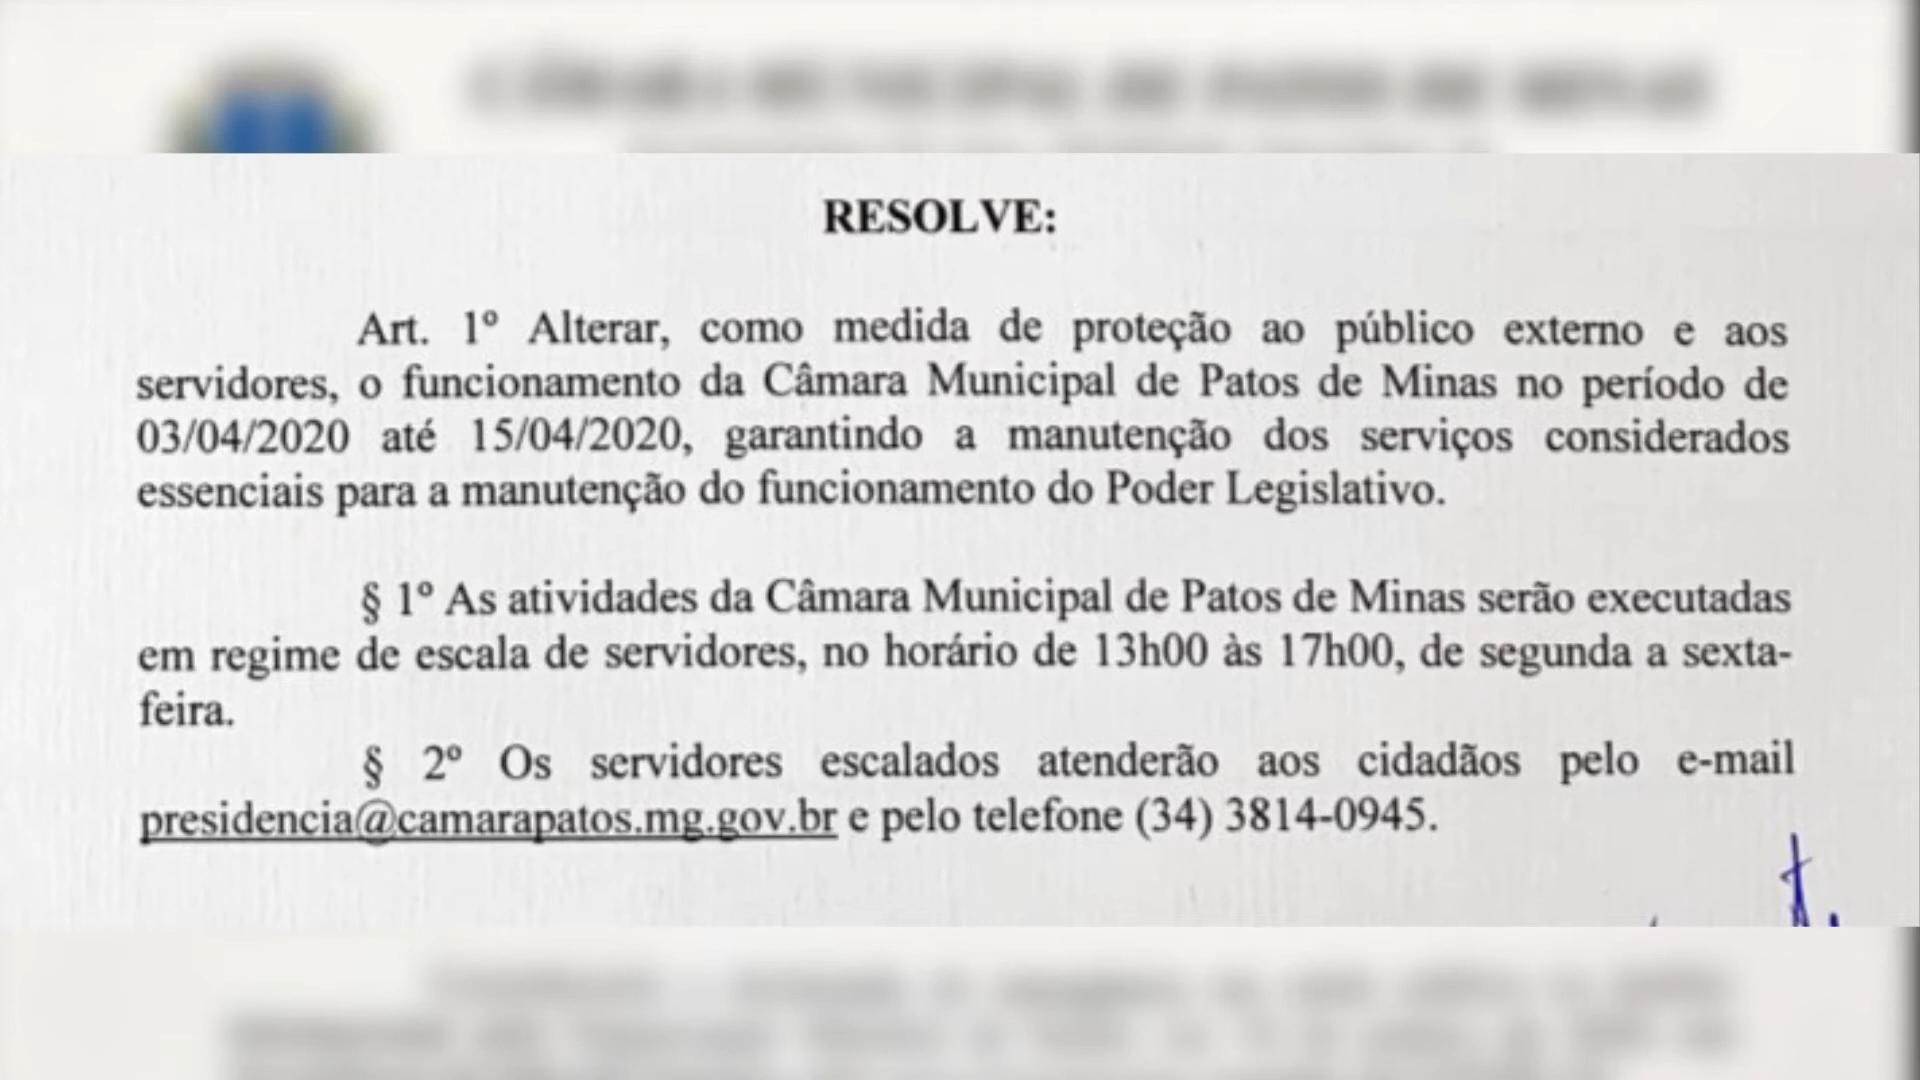 RESOLVE:
Art. 1º Alterar, como medida de proteção ao público externo e aos
servidores, o funcionamento da Câmara Municipal de Patos de Minas no período de
03/04/2020 até 15/04/2020, garantindo a manutenção dos serviços considerados
essenciais para a manutenção do funcionamento do Poder Legislativo.
§ 1º As atividades da Câmara Municipal de Patos de Minas serão executadas
em regime de escala de servidores, no horário de 13h00 às 17h00, de segunda a sexta-
feira.
§ 2º Os servidores escalados atenderão aos cidadãos pelo e-mail
presidencia@camarapatos.mg.gov.br e pelo telefone (34) 3814-0945.